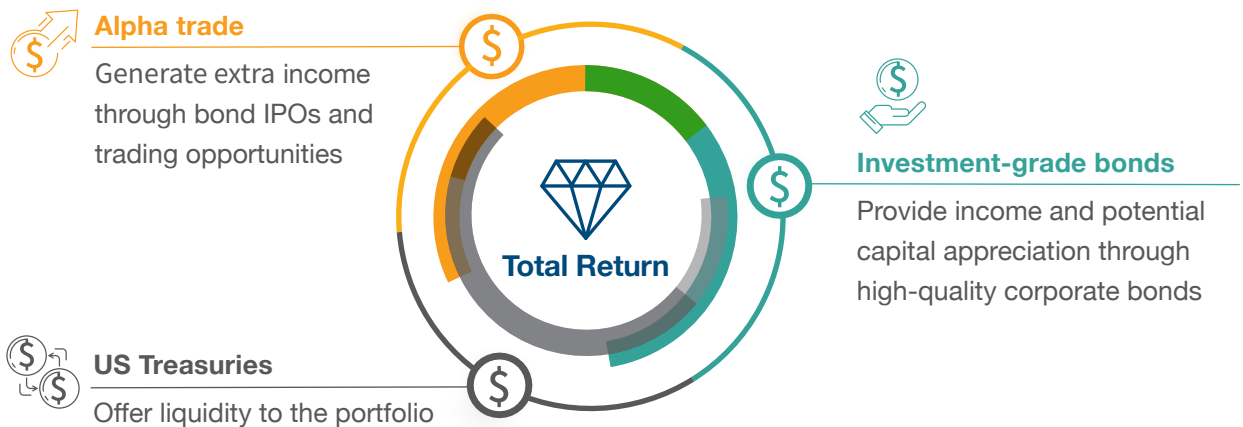 Alpha trade
Generate extra income
through bond IPOs and
trading opportunities
$
$
Total Return
$
$
Investment-grade bonds
Provide income and potential
capital appreciation through
high-quality corporate bonds
$
$
US Treasuries
$
Offer liquidity to the portfolio